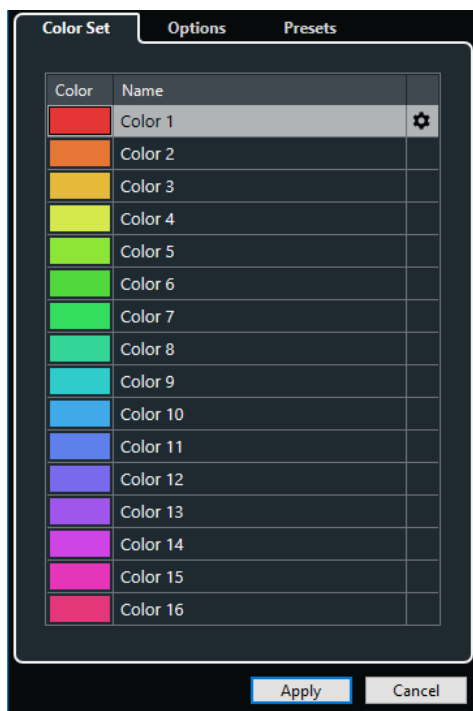 Color Set Options Presets
Color Name
Color 1
Color 2
Color 3
Color 4
Color 5
Color 6
Color 7
Color 8
Color 9
Color 10
Color 11
Color 12
Color 13
Color 14
Color 15
Color 16
Apply Cancel